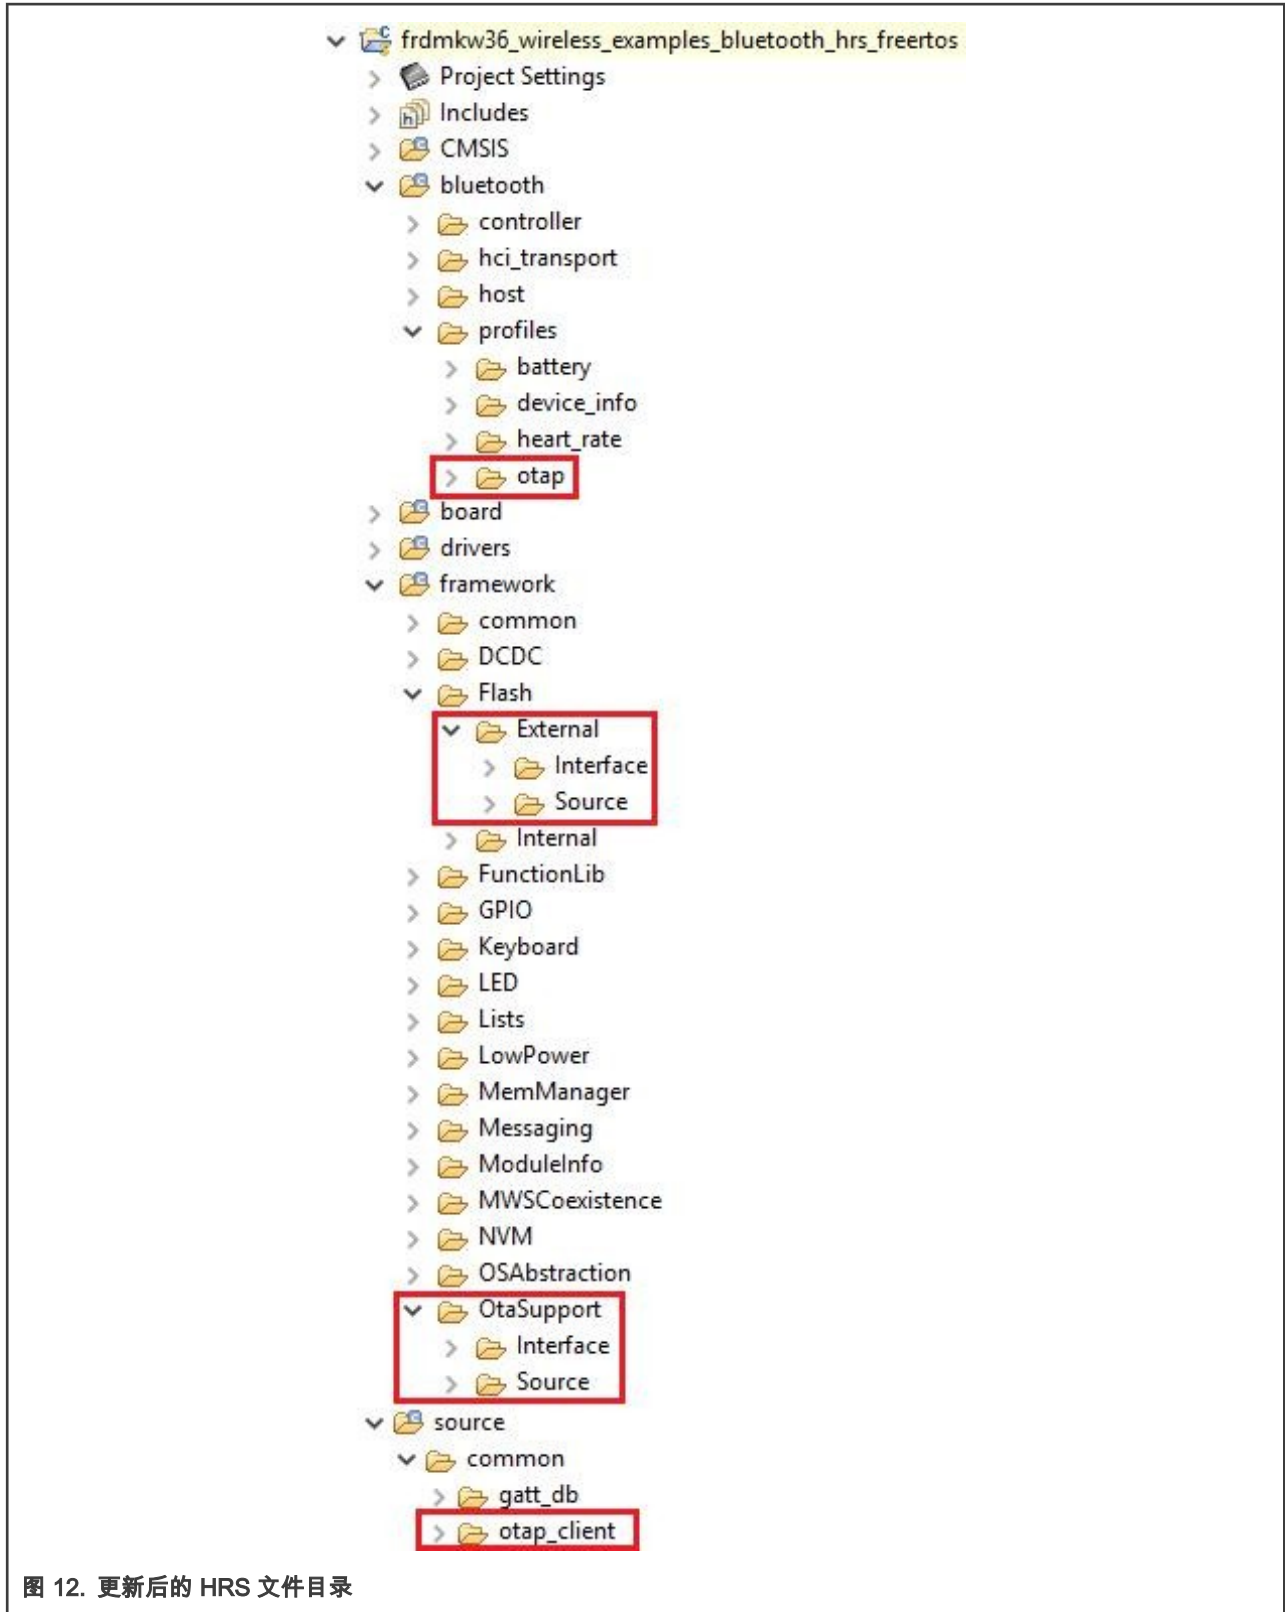 frdmkw36_wireless_examples_bluetooth_hrs_freertos
Project Settings
Includes
CMSIS
bluetooth
controller
hci_transport
host
profiles
battery
device_info
heart_rate
otap
board
drivers
framework
common
DCDC
Flash
External
Interface
Source
Internal
FunctionLib
GPIO
Keyboard
LED
Lists
LowPower
MemManager
Messaging
ModuleInfo
MWSCoexistence
NVM
OSAbstraction
OtaSupport
Interface
Source
source
common
gatt_db
otap_client
图 12. 更新后的 HRS 文件目录